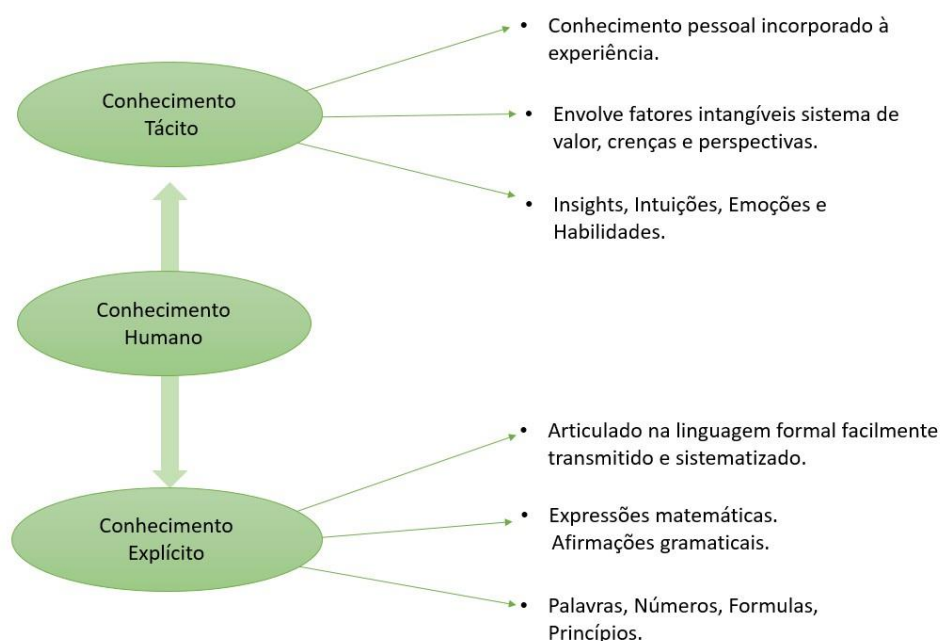 Conhecimento
Tácito
• Conhecimento pessoal incorporado à
experiência.
• Envolve fatores intangíveis sistema de
valor, crenças e perspectivas.
• Insights, Intuições, Emoções e
Habilidades.
Conhecimento
Humano
Conhecimento
Explícito
• Articulado na linguagem formal facilmente
transmitido e sistematizado.
• Expressões matemáticas.
Afirmações gramaticais.
• Palavras, Números, Formulas,
Princípios.